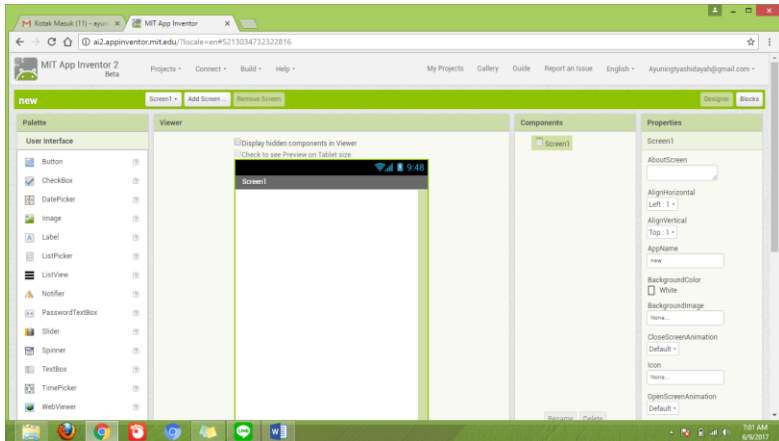 Kotak Masuk (11) - ayun
MIT App Inventor
ai2.appinventor.mit.edu/?locale=en#5213034732322816
MIT App Inventor 2
Beta
Projects
Connect
Build
Help
My Projects
Gallery
Guide
Report an Issue
English
Ayuningtyashidayah@gmail.com
new
Screen1
Add Screen ...
Remove Screen
Designer
Blocks
Palette
Viewer
Components
Properties
User Interface
Button
CheckBox
DatePicker
Image
Label
ListPicker
ListView
Notifier
PasswordTextBox
Slider
Spinner
TextBox
TimePicker
WebViewer
Display hidden components in Viewer
Check to see Preview on Tablet size.
9:48
Screen1
Screen1
Rename
Delete
Screen1
AboutScreen
AlignHorizontal
Left : 1
AlignVertical
Top : 1
AppName
new
BackgroundColor
White
BackgroundImage
None...
CloseScreenAnimation
Default
Icon
None...
OpenScreenAnimation
Default
LINE
7:01 AM
6/9/2017